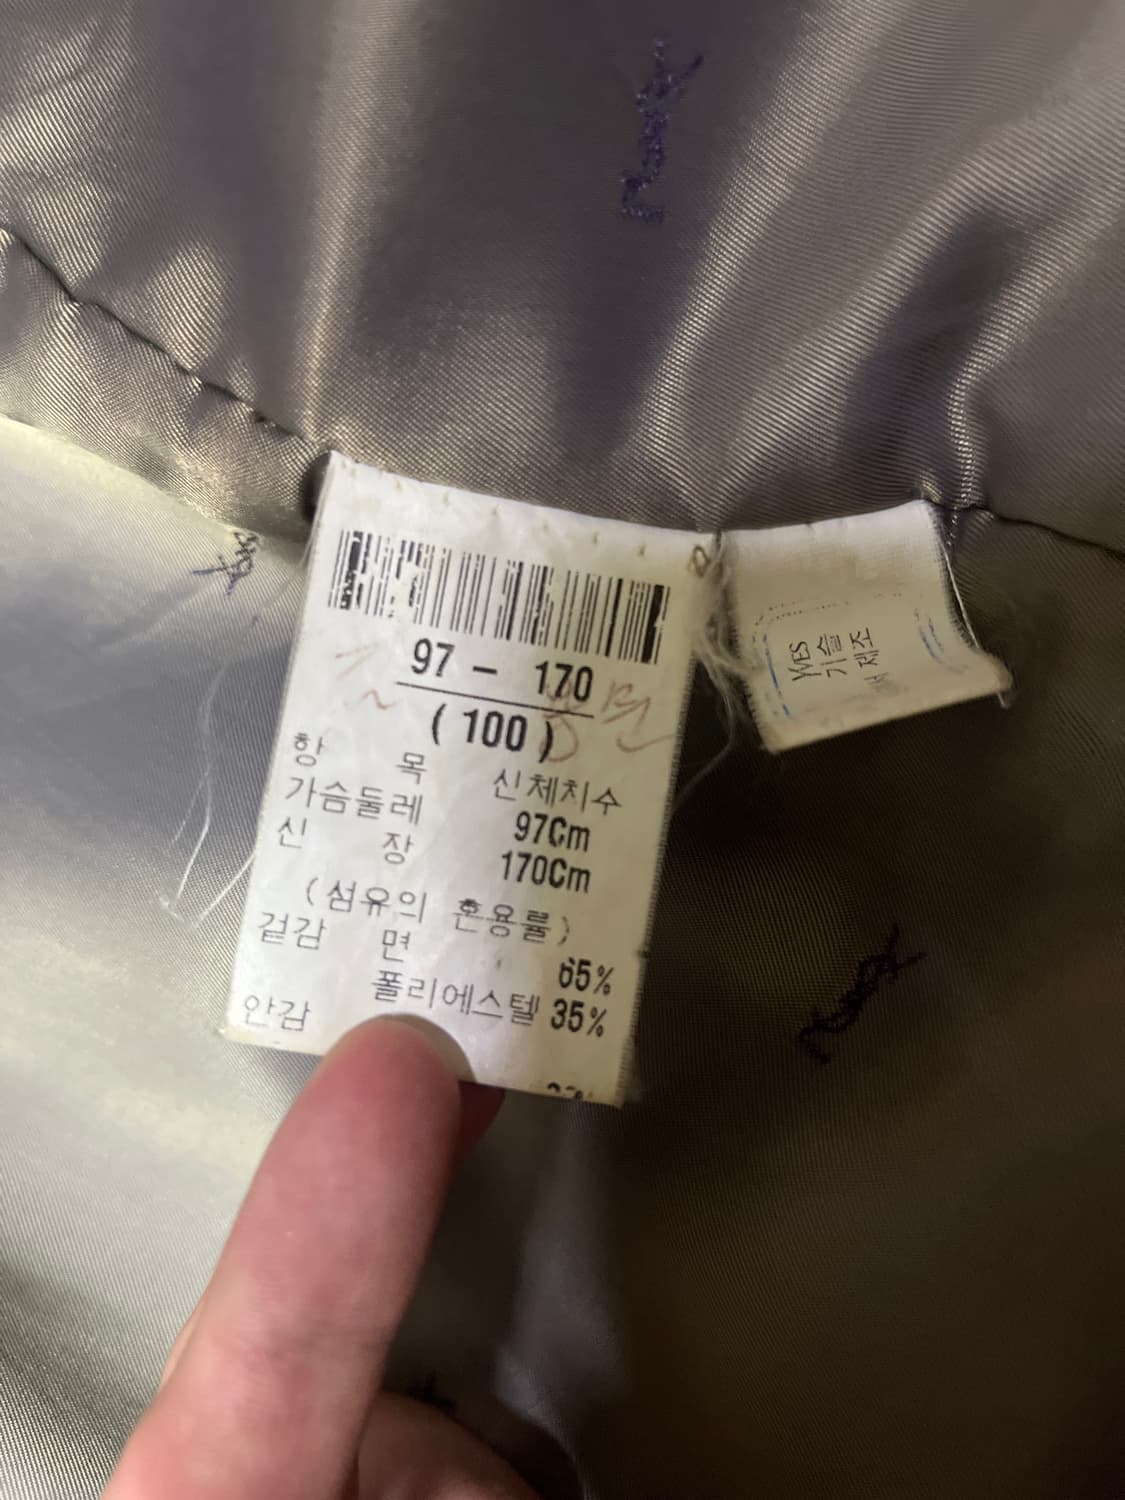 97 - 170
( 100 )
항 목 신체치수
가슴둘레 97Cm
신 장 170Cm
(섬유의 혼용률)
겉감 면 65%
폴리에스텔 35%
안감
YVES
기술
제조